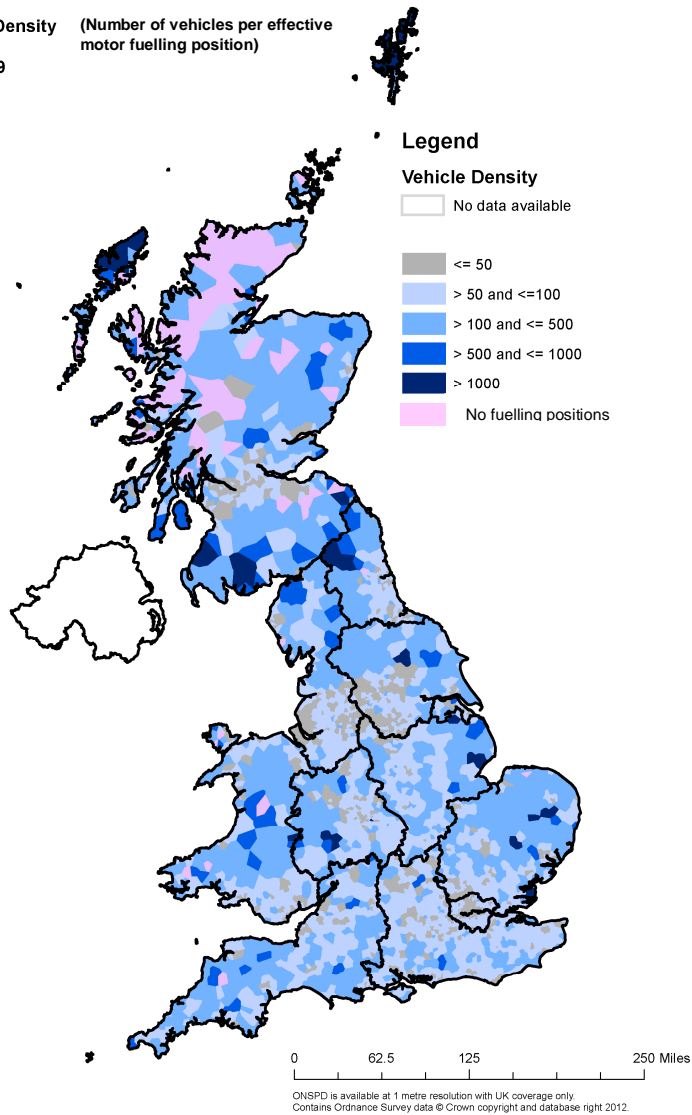 Density (Number of vehicles per effective
motor fuelling position)
9
Legend
Vehicle Density
No data available
<= 50
> 50 and <=100
> 100 and <= 500
> 500 and <= 1000
> 1000
No fuelling positions
0 62.5 125 250 Miles
ONSPD is available at 1 metre resolution with UK coverage only.
Contains Ordnance Survey data © Crown copyright and database right 2012.